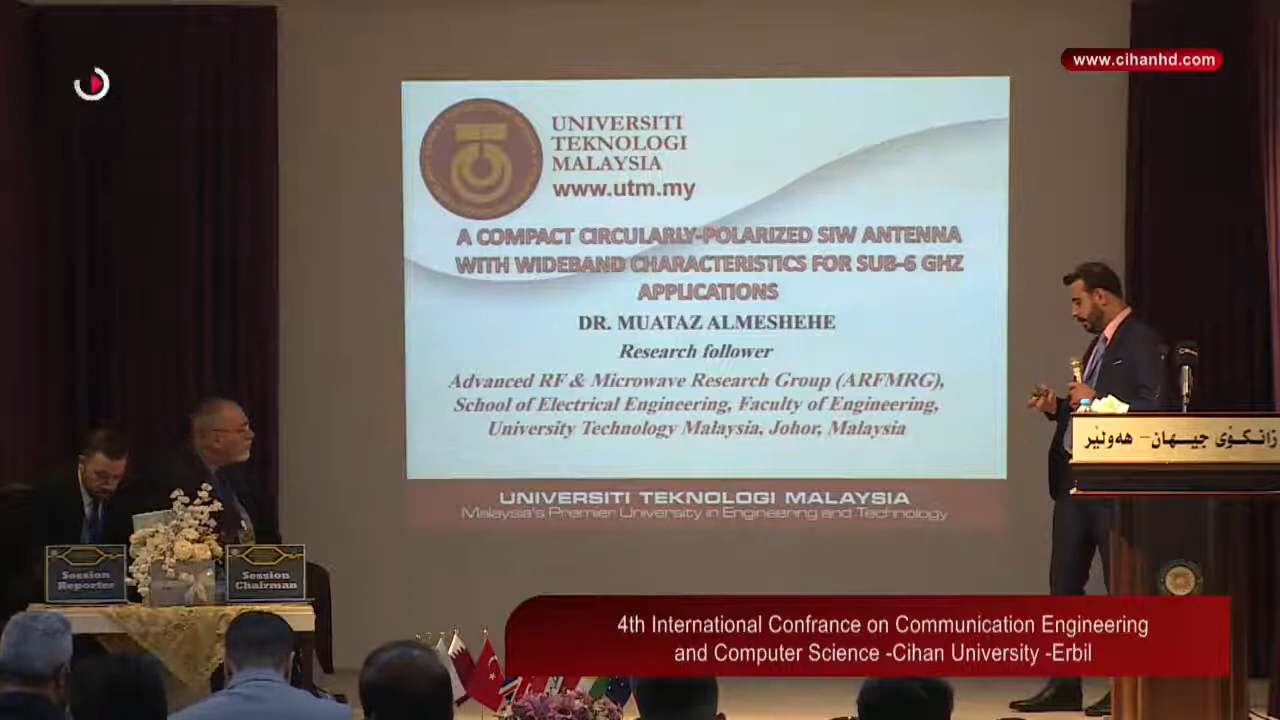 www.cihanhd.com
UNIVERSITI
TEKNOLOGI
MALAYSIA
www.utm.my
A COMPACT CIRCULARLY-POLARIZED SIW ANTENNA
WITH WIDEBAND CHARACTERISTICS FOR SUB-6 GHZ
APPLICATIONS
DR. MUATAZ ALMESHEHE
Research follower
Advanced RF & Microwave Research Group (ARFMRG),
School of Electrical Engineering, Faculty of Engineering,
University Technology Malaysia, Johor, Malaysia
UNIVERSITI TEKNOLOGI MALAYSIA
Malaysia's Premier University in Engineering and Technology
زانكۆی جیهان - هەولێر
Session
Reporter
Session
Chairman
4th International Confrance on Communication Engineering
and Computer Science -Cihan University -Erbil